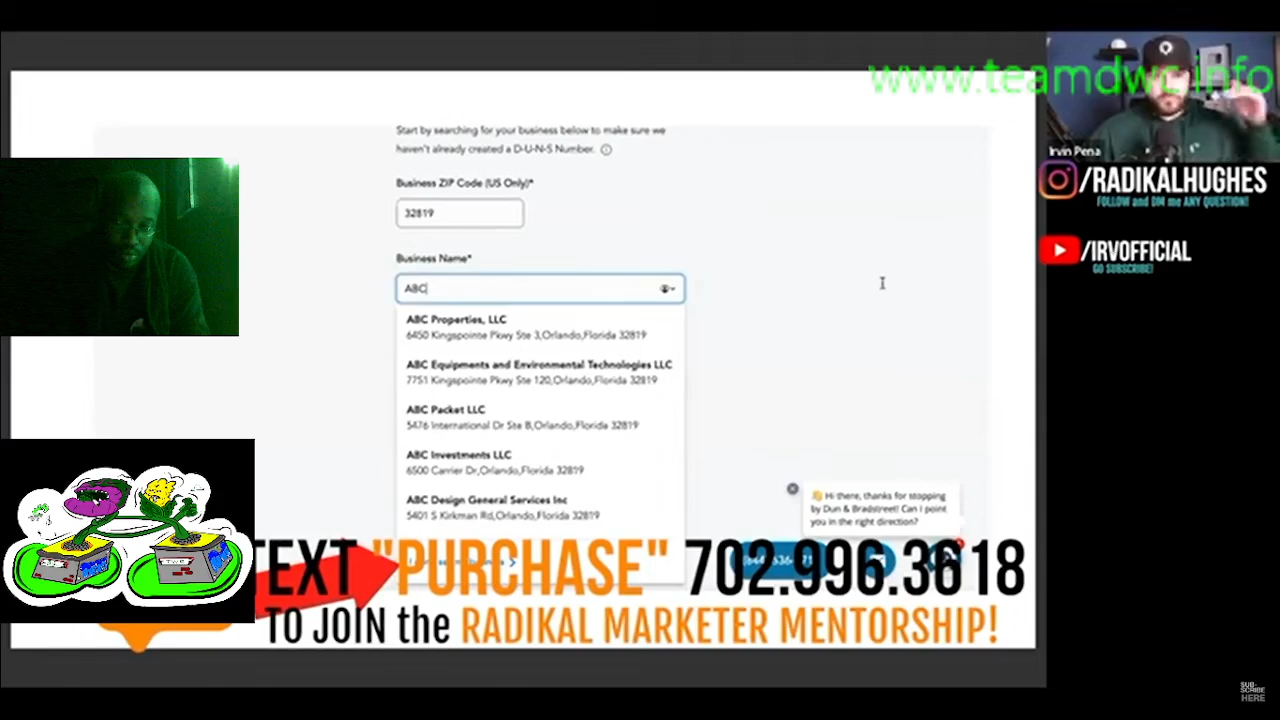 www.teamdwc.info
Irvin Pena
/RADIKALHUGHES
FOLLOW and DM me ANY QUESTION!
/IRVOFFICIAL
GO SUBSCRIBE!
Start by searching for your business below to make sure we
haven't already created a D-U-N-S Number.
Business ZIP Code (US Only)*
32819
Business Name*
ABC
ABC Properties, LLC
6450 Kingspointe Pkwy Ste 3,Orlando,Florida 32819
ABC Equipments and Environmental Technologies LLC
7751 Kingspointe Pkwy Ste 120,Orlando,Florida 32819
ABC Packet LLC
5476 International Dr Ste B,Orlando,Florida 32819
ABC Investments LLC
6500 Carrier Dr,Orlando,Florida 32819
ABC Design General Services Inc
5401 S Kirkman Rd,Orlando,Florida 32819
Hi there, thanks for stopping
by Dun & Bradstreet! Can I point
you in the right direction?
TEXT "PURCHASE" 702.996.3618
TO JOIN the RADIKAL MARKETER MENTORSHIP!
SUB-
SCRIBE
HERE